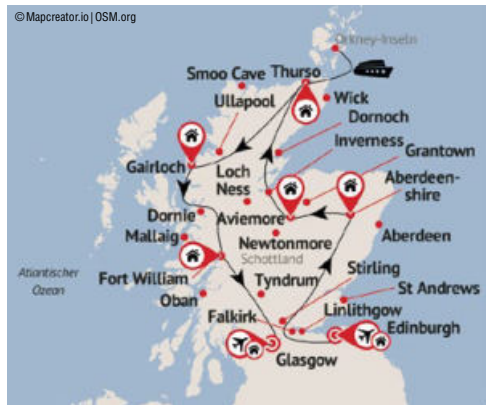 © Mapcreator.io | OSM.org
Orkney-Inseln
Smoo Cave
Thurso
Ullapool
Wick
Dornoch
Inverness
Gairloch
Grantown
Loch
Ness
Aberdeen-
shire
Dornie
Aviemore
Mallaig
Newtonmore
Aberdeen
Schottland
Atlantischer
Ozean
Fort William
Stirling
Tyndrum
St Andrews
Oban
Linlithgow
Falkirk
Edinburgh
Glasgow